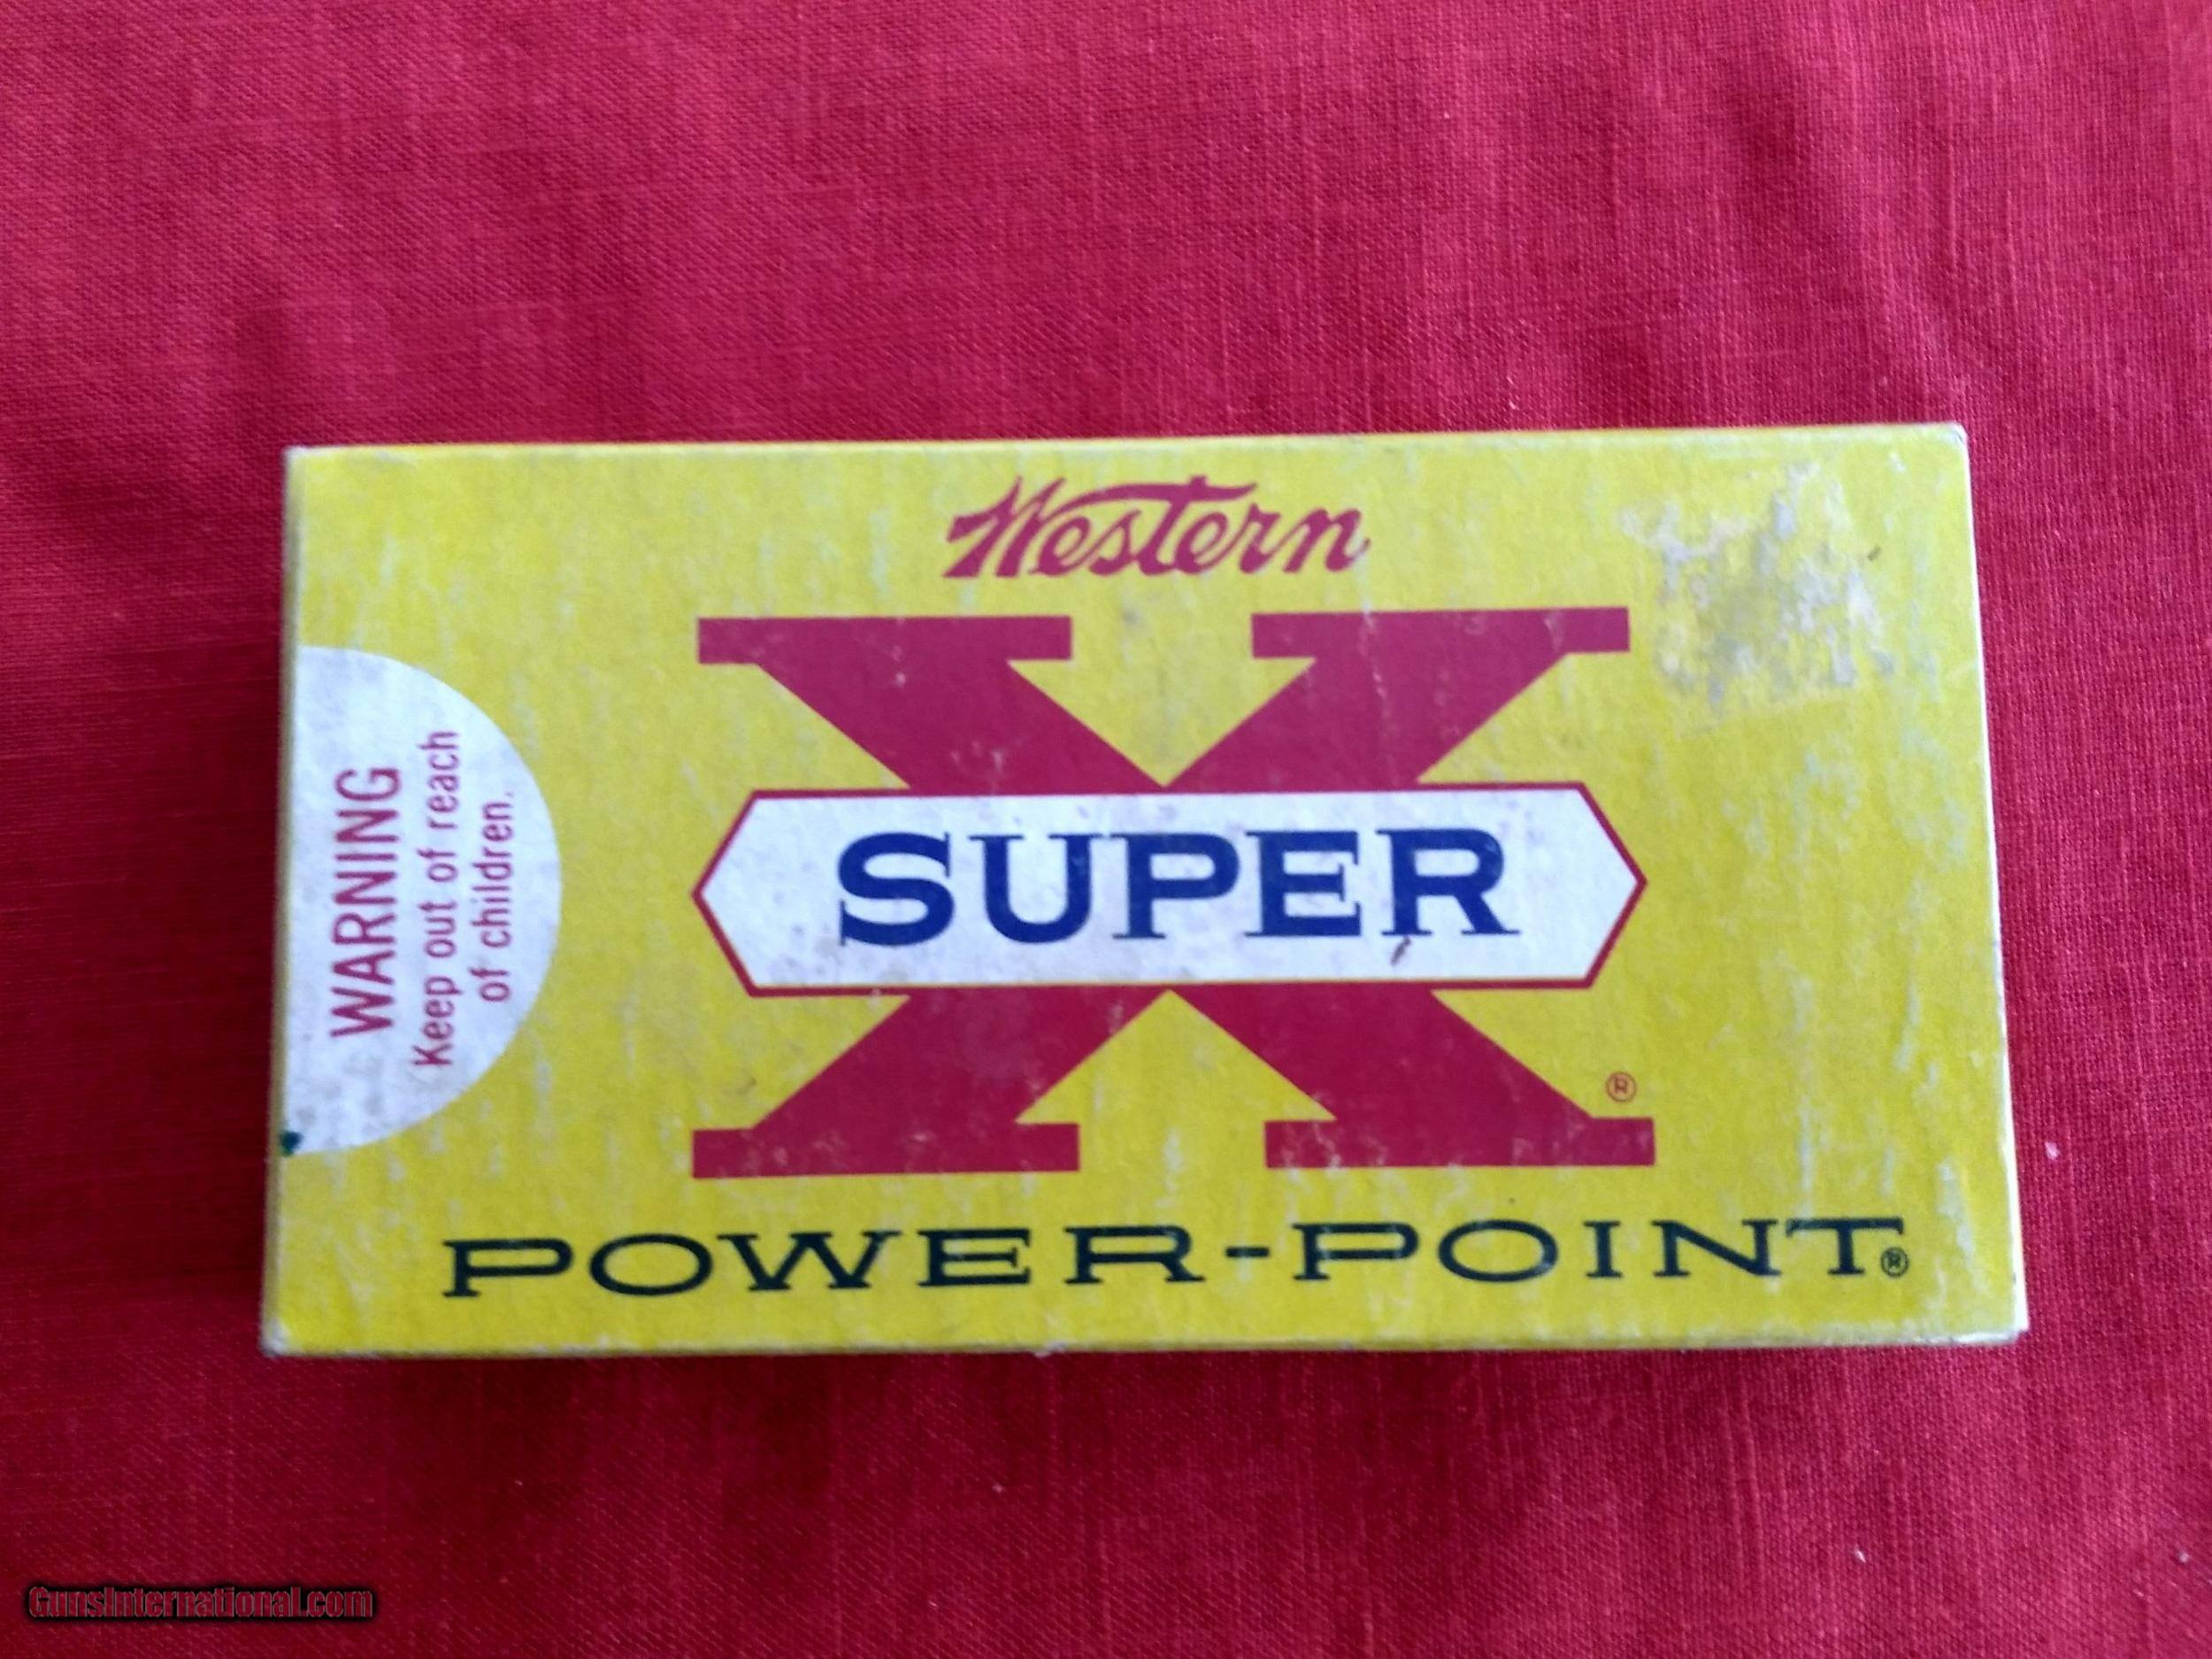 Western
X
SUPER
®
POWER-POINT®
WARNING
Keep out of reach
of children.
GunsInternational.com